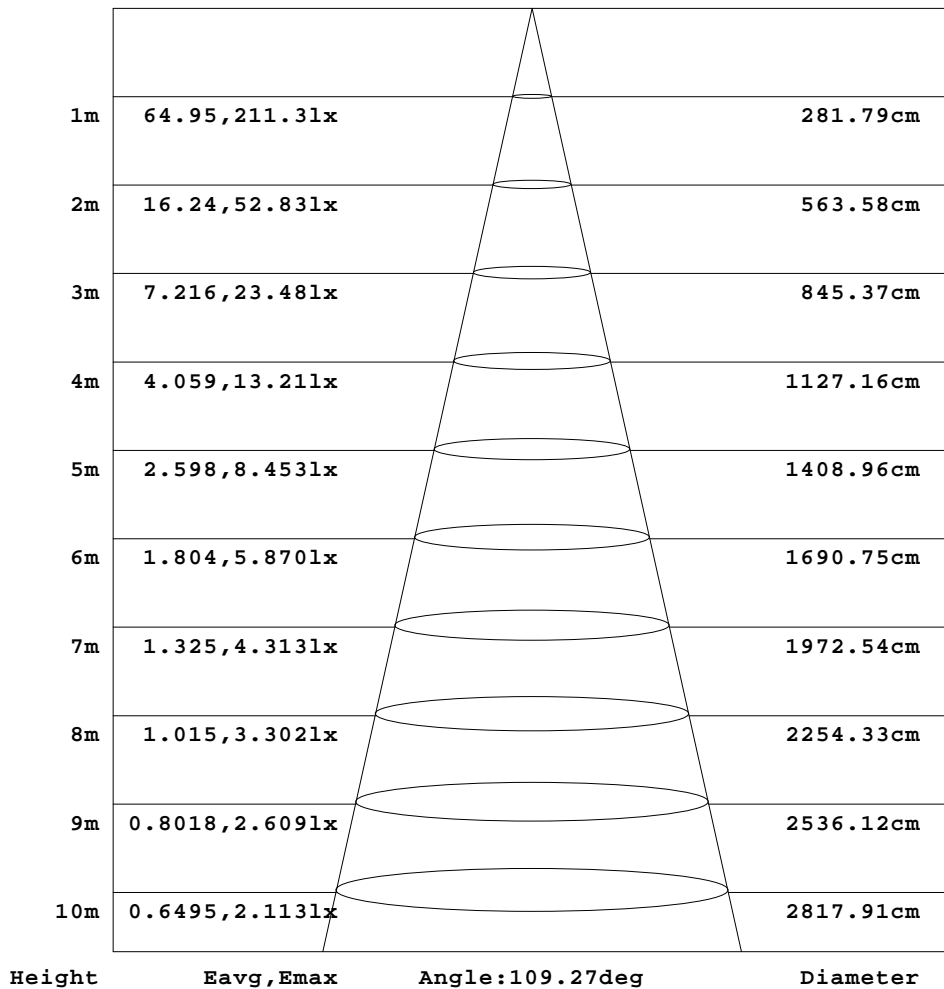 1m 64.95,211.3lx 281.79cm
2m 16.24,52.83lx 563.58cm
3m 7.216,23.48lx 845.37cm
4m 4.059,13.21lx 1127.16cm
5m 2.598,8.453lx 1408.96cm
6m 1.804,5.870lx 1690.75cm
7m 1.325,4.313lx 1972.54cm
8m 1.015,3.302lx 2254.33cm
9m 0.8018,2.609lx 2536.12cm
10m 0.6495,2.113lx 2817.91cm
Height Eavg,Emax Angle:109.27deg Diameter